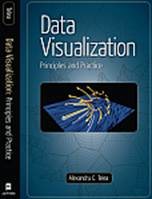 Telea
Data Visualization: Principles and Practice
Data
Visualization
Principles and Practice
Alexandru C. Telea